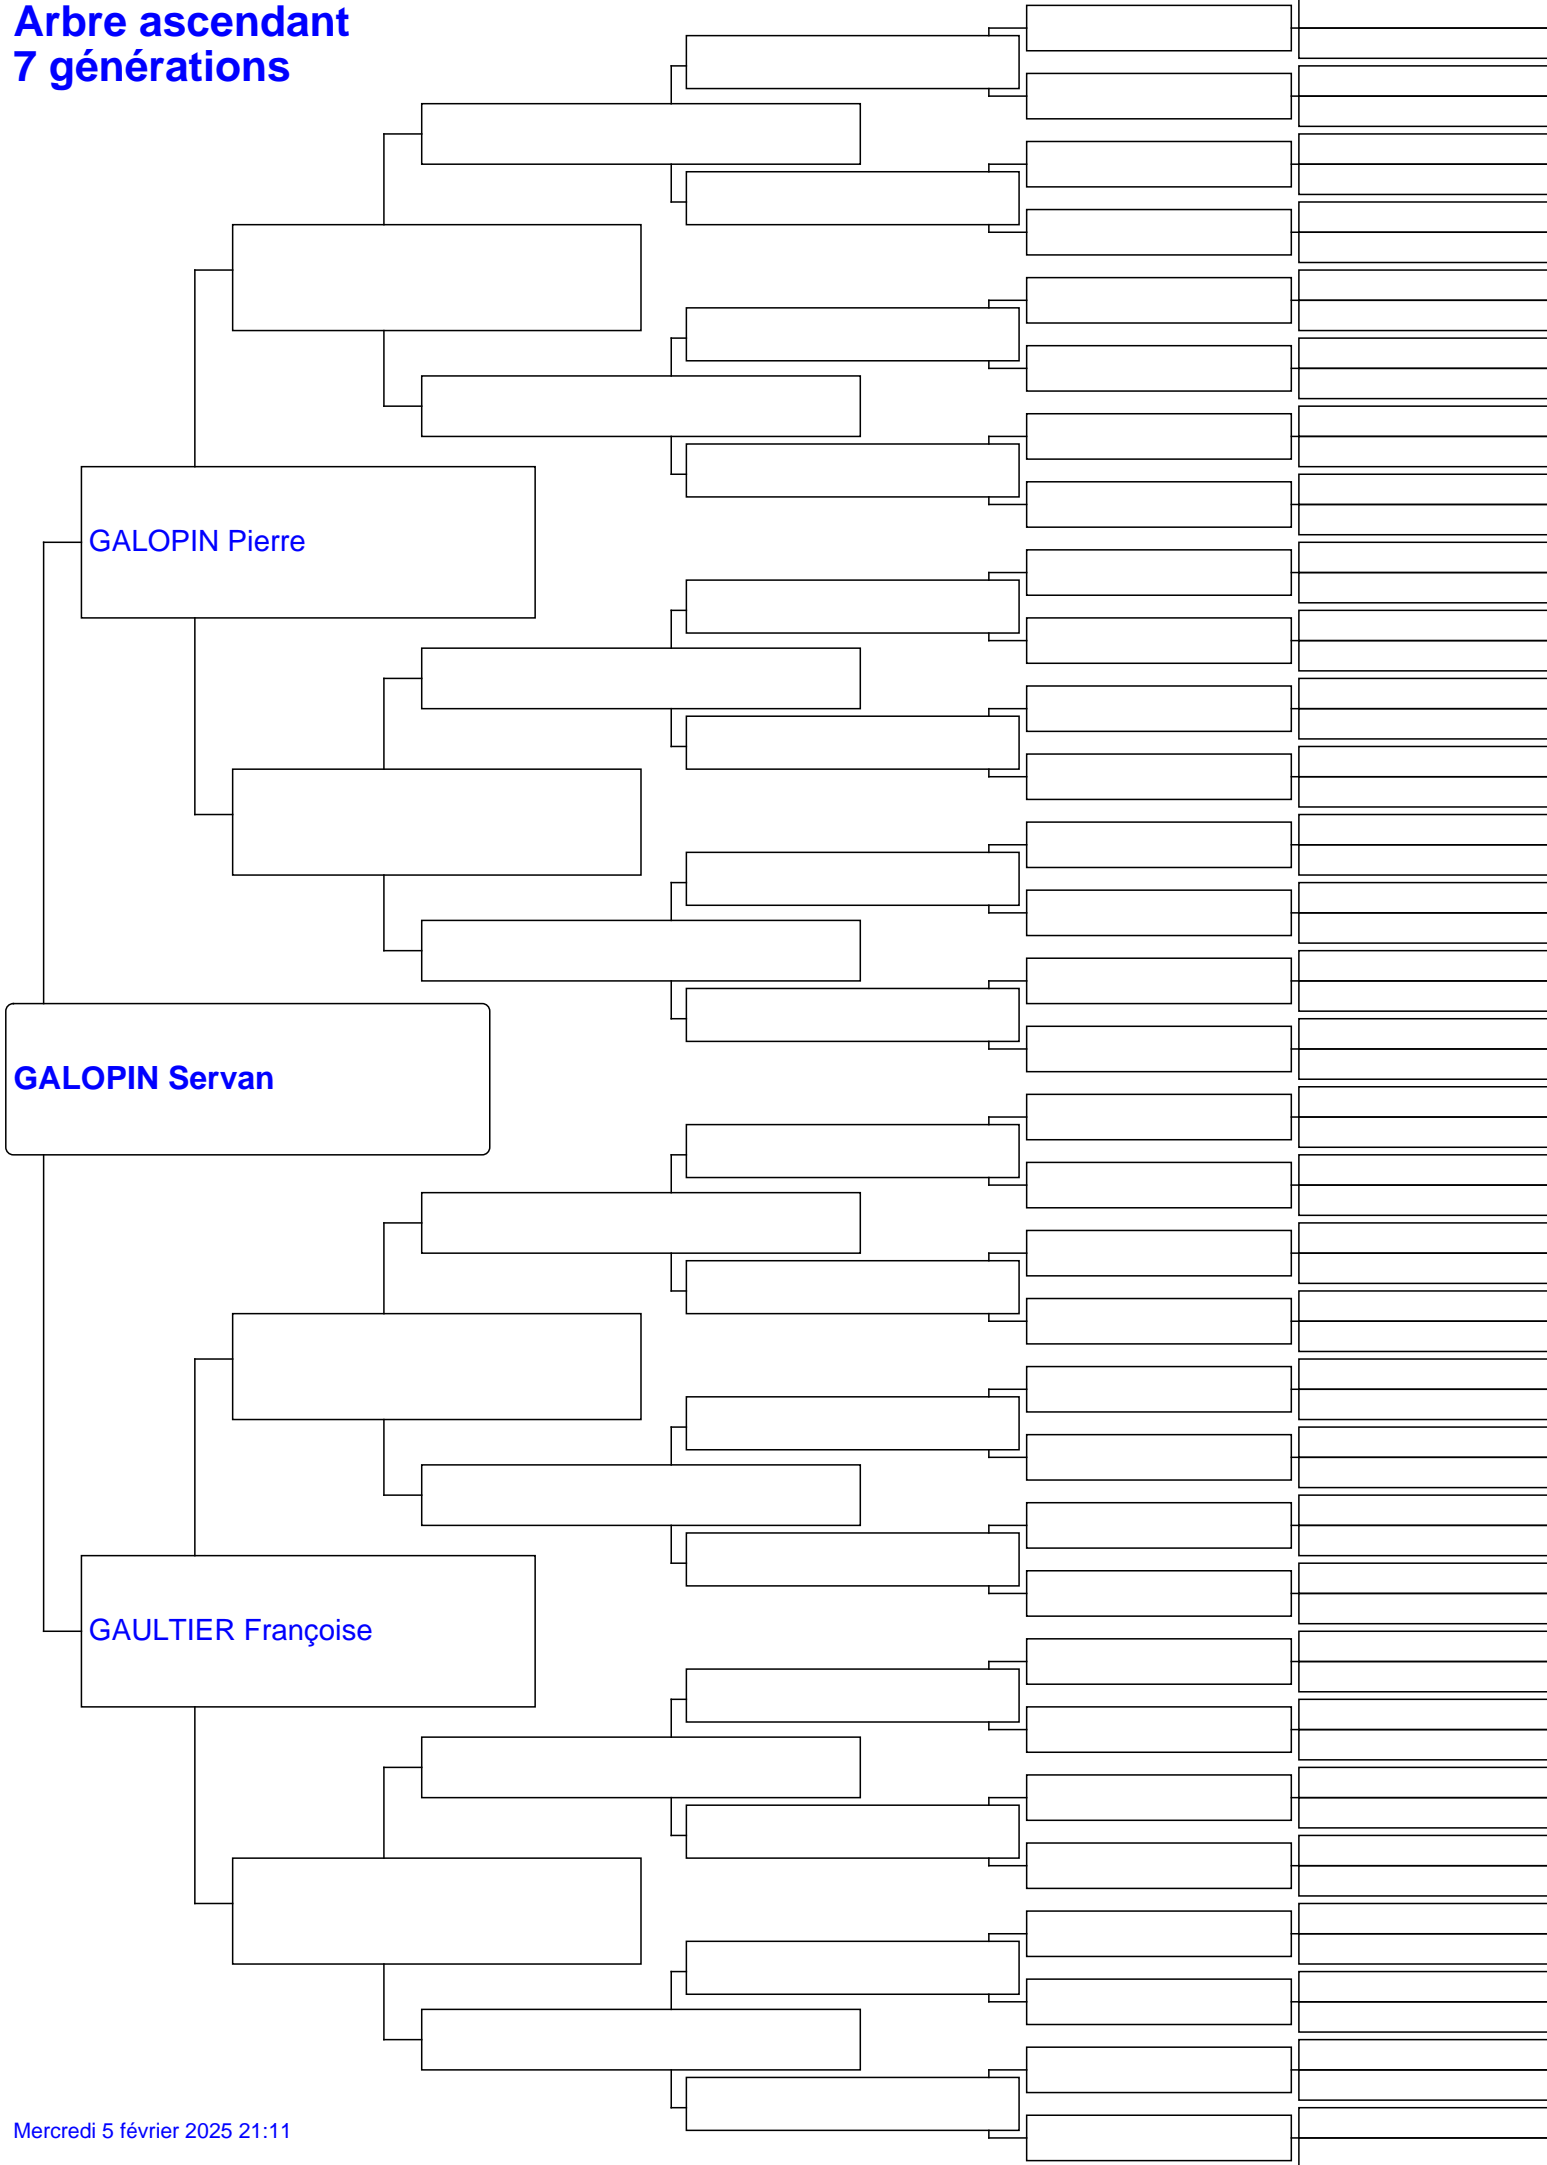 Arbre ascendant
7 générations
GALOPIN Pierre
GALOPIN Servan
GAULTIER Françoise
Mercredi 5 février 2025 21:11